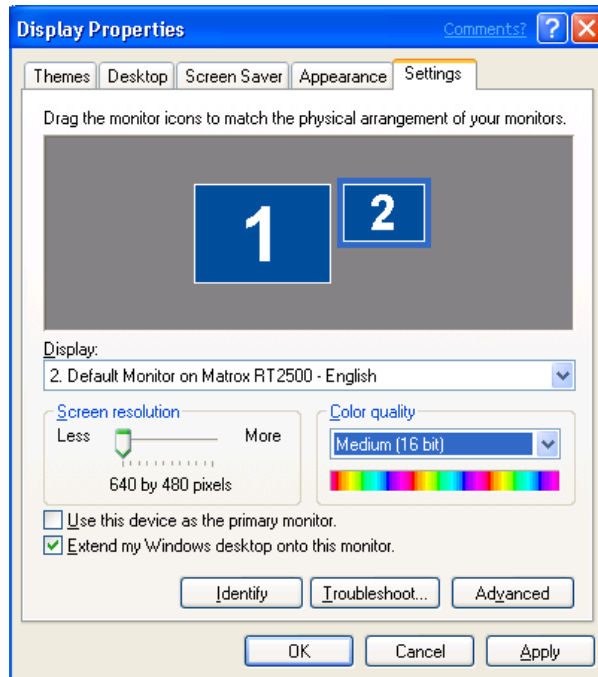 Display Properties
Comments?
Themes Desktop Screen Saver Appearance Settings
Drag the monitor icons to match the physical arrangement of your monitors.
1 2
Display:
2. Default Monitor on Matrox RT2500 - English
Screen resolution
Less More
640 by 480 pixels
Color quality
Medium (16 bit)
Use this device as the primary monitor.
Extend my Windows desktop onto this monitor.
Identify Troubleshoot... Advanced
OK Cancel Apply